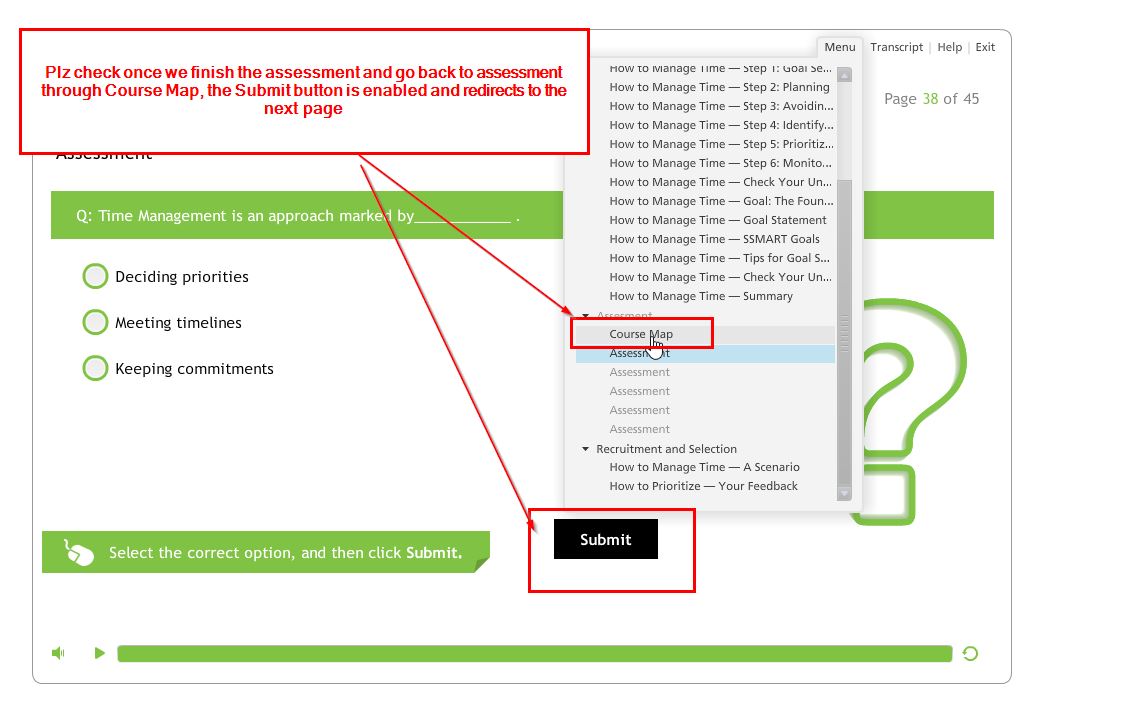 Plz check once we finish the assessment and go back to assessment
through Course Map, the Submit button is enabled and redirects to the
next page
Menu
Transcript | Help | Exit
Page 38 of 45
Assessment
How to Manage Time — Step 1: Goal Se...
How to Manage Time — Step 2: Planning
How to Manage Time — Step 3: Avoidin...
How to Manage Time — Step 4: Identify...
How to Manage Time — Step 5: Prioritiz...
How to Manage Time — Step 6: Monito...
How to Manage Time — Check Your Un...
How to Manage Time — Goal: The Foun...
How to Manage Time — Goal Statement
How to Manage Time — SSMART Goals
How to Manage Time — Tips for Goal S...
How to Manage Time — Check Your Un...
How to Manage Time — Summary
Assesment
Course Map
Assessment
Assessment
Assessment
Assessment
Assessment
Recruitment and Selection
How to Manage Time — A Scenario
How to Prioritize — Your Feedback
Q: Time Management is an approach marked by____________ .
Deciding priorities
Meeting timelines
Keeping commitments
Select the correct option, and then click Submit.
Submit